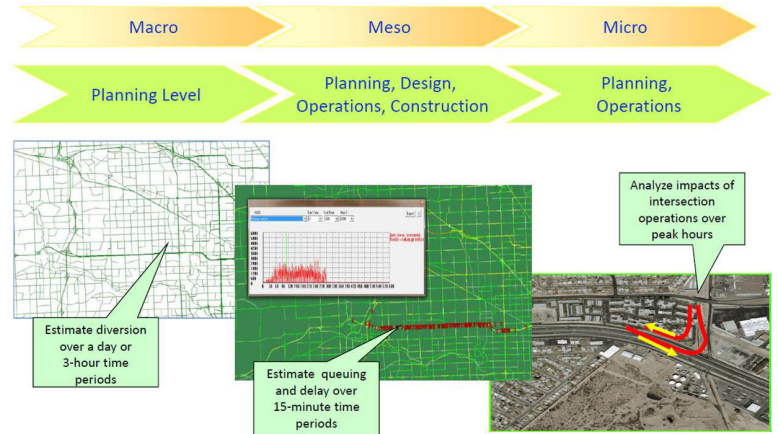 Macro
Meso
Micro
Planning Level
Planning, Design,
Operations, Construction
Planning,
Operations
Analyze impacts of
intersection
operations over
peak hours
Estimate diversion
over a day or
3-hour time
periods
Estimate queuing
and delay over
15-minute time
periods